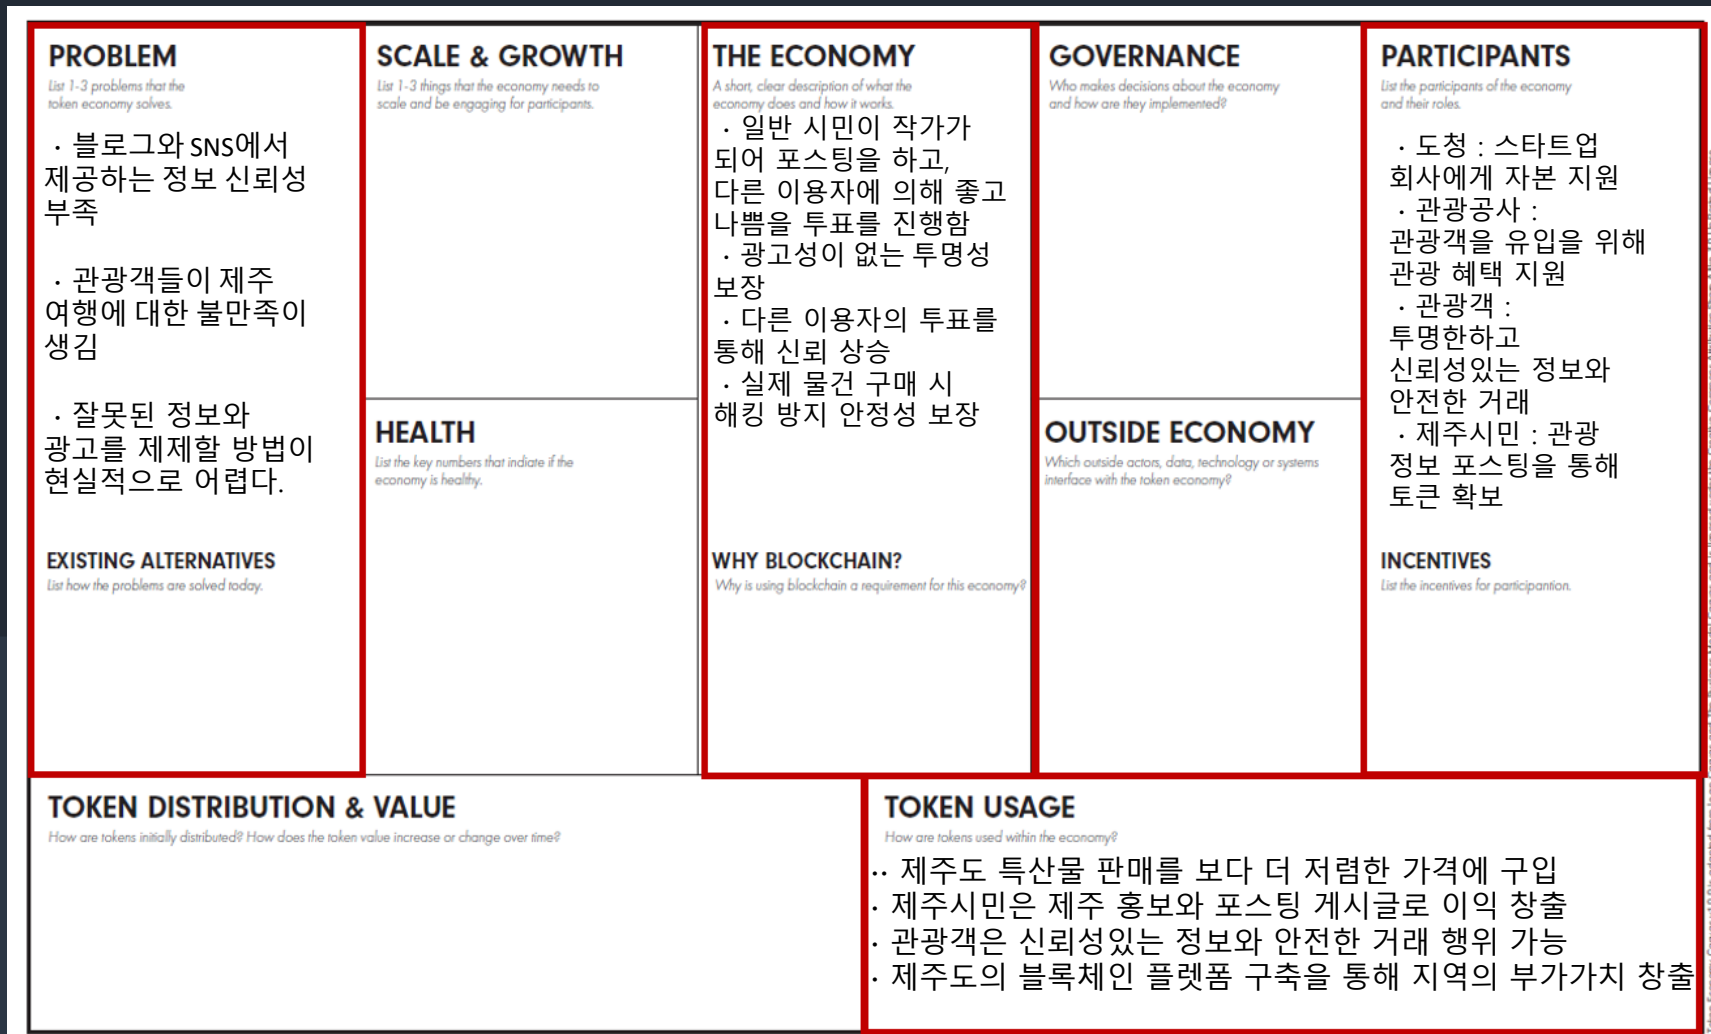 PROBLEM
List 1-3 problems that the
token economy solves.
· 블로그와 SNS에서
제공하는 정보 신뢰성
부족
· 관광객들이 제주
여행에 대한 불만족이
생김
· 잘못된 정보와
광고를 제제할 방법이
현실적으로 어렵다.
EXISTING ALTERNATIVES
List how the problems are solved today.
SCALE & GROWTH
List 1-3 things that the economy needs to
scale and be engaging for participants.
HEALTH
List the key numbers that indiate if the
economy is healthy.
THE ECONOMY
A short, clear description of what the
economy does and how it works.
· 일반 시민이 작가가
되어 포스팅을 하고,
다른 이용자에 의해 좋고
나쁨을 투표를 진행함
· 광고성이 없는 투명성
보장
· 다른 이용자의 투표를
통해 신뢰 상승
· 실제 물건 구매 시
해킹 방지 안정성 보장
WHY BLOCKCHAIN?
Why is using blockchain a requirement for this economy?
GOVERNANCE
Who makes decisions about the economy
and how are they implemented?
OUTSIDE ECONOMY
Which outside actors, data, technology or systems
interface with the token economy?
PARTICIPANTS
List the participants of the economy
and their roles.
· 도청 : 스타트업
회사에게 자본 지원
· 관광공사 :
관광객을 유입을 위해
관광 혜택 지원
· 관광객 :
투명한하고
신뢰성있는 정보와
안전한 거래
· 제주시민 : 관광
정보 포스팅을 통해
토큰 확보
INCENTIVES
List the incentives for participantion.
TOKEN DISTRIBUTION & VALUE
How are tokens initially distributed? How does the token value increase or change over time?
TOKEN USAGE
How are tokens used within the economy?
·· 제주도 특산물 판매를 보다 더 저렴한 가격에 구입
· 제주시민은 제주 홍보와 포스팅 게시글로 이익 창출
· 관광객은 신뢰성있는 정보와 안전한 거래 행위 가능
· 제주도의 블록체인 플렛폼 구축을 통해 지역의 부가가치 창출